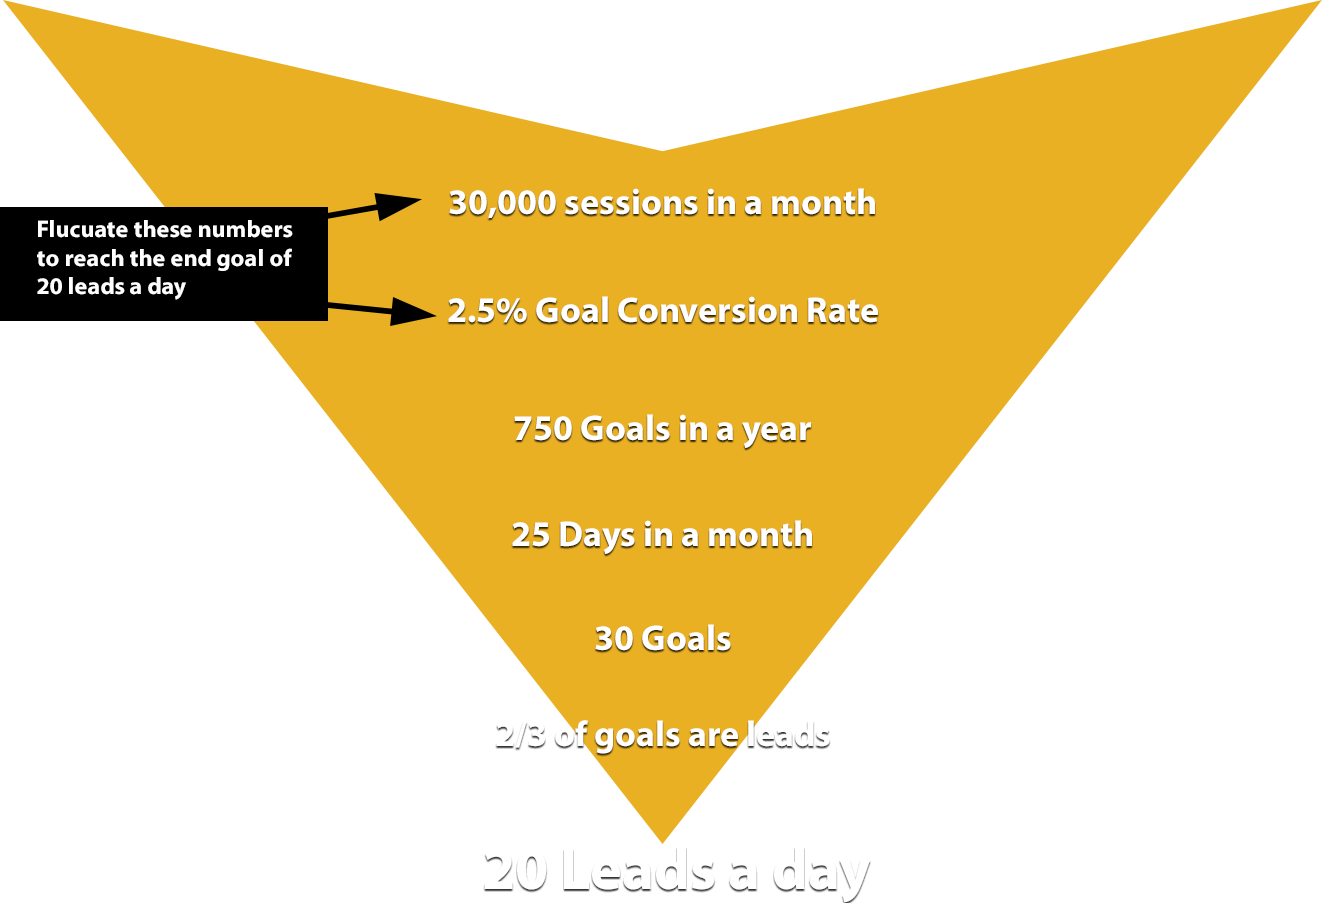 30,000 sessions in a month
Flucuate these numbers
to reach the end goal of
20 leads a day
2.5% Goal Conversion Rate
750 Goals in a year
25 Days in a month
30 Goals
2/3 of goals are leads
20 Leads a day